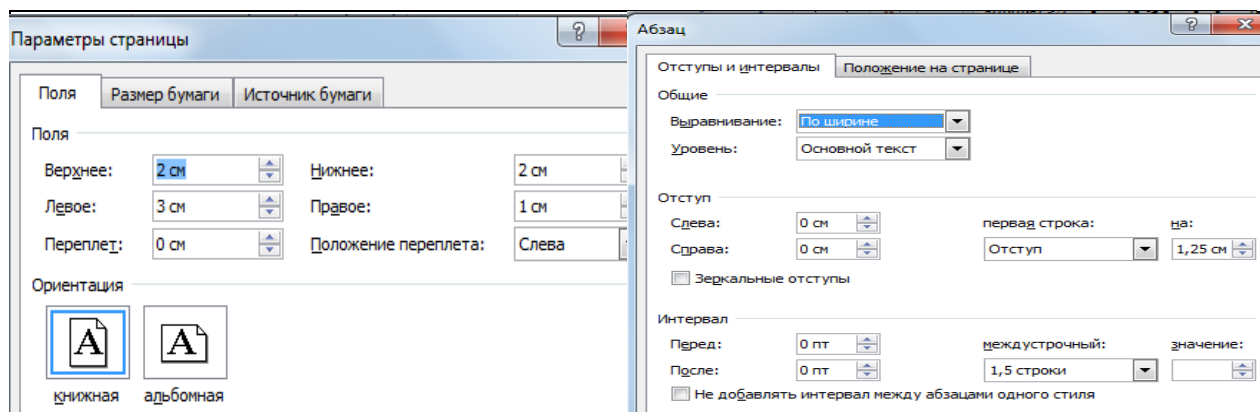 Параметры страницы
Поля Размер бумаги Источник бумаги
Поля
Верхнее: 2 см Нижнее: 2 см
Левое: 3 см Правое: 1 см
Переплет: 0 см Положение переплета: Слева
Ориентация
A A
книжная альбомная
Абзац
Отступы и интервалы Положение на странице
Общие
Выравнивание: По ширине
Уровень: Основной текст
Отступ
Слева: 0 см первая строка: на:
Справа: 0 см Отступ 1,25 см
Зеркальные отступы
Интервал
Перед: 0 пт междустрочный: значение:
После: 0 пт 1,5 строки
Не добавлять интервал между абзацами одного стиля